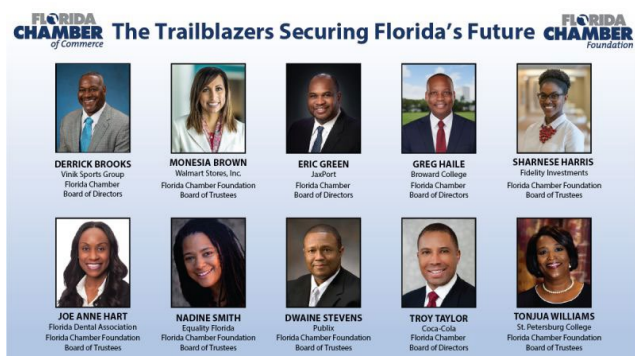 FLORIDA
CHAMBER
of Commerce
The Trailblazers Securing Florida's Future
FLORIDA
CHAMBER
Foundation
DERRICK BROOKS
Vinik Sports Group
Florida Chamber
Board of Directors
MONESIA BROWN
Walmart Stores, Inc.
Florida Chamber Foundation
Board of Trustees
ERIC GREEN
JaxPort
Florida Chamber
Board of Directors
GREG HAILE
Broward College
Florida Chamber
Board of Directors
SHARNESE HARRIS
Fidelity Investments
Florida Chamber Foundation
Board of Trustees
JOE ANNE HART
Florida Dental Association
Florida Chamber Foundation
Board of Trustees
NADINE SMITH
Equality Florida
Florida Chamber Foundation
Board of Trustees
DWAINE STEVENS
Publix
Florida Chamber Foundation
Board of Trustees
TROY TAYLOR
Coca-Cola
Florida Chamber
Board of Directors
TONJUA WILLIAMS
St. Petersburg College
Florida Chamber Foundation
Board of Trustees